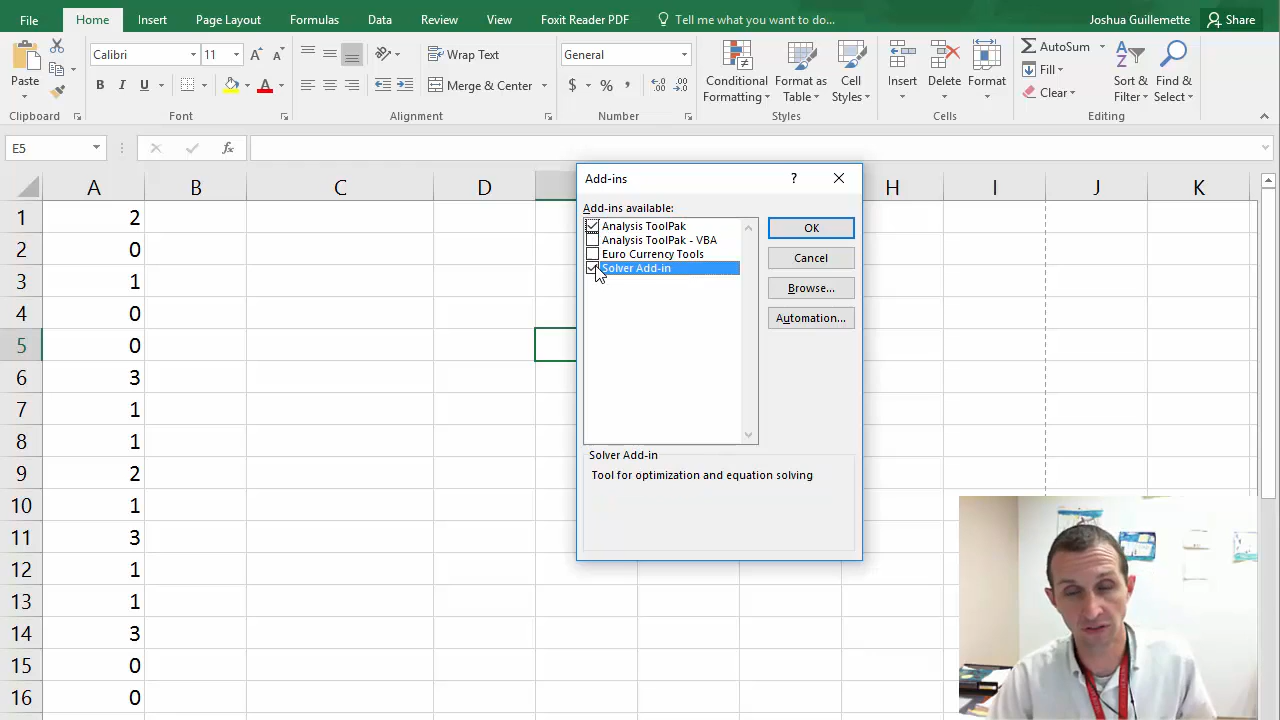 File Home Insert Page Layout Formulas Data Review View Foxit Reader PDF Tell me what you want to do... Joshua Guillemette Share
Paste Calibri 11 A A Wrap Text General Conditional Formatting Format as Table Cell Styles Insert Delete Format AutoSum Fill Clear Sort & Filter Find & Select
B I U A Merge & Center $ % , .00 .0
Clipboard Font Alignment Number Styles Cells Editing
E5 fx
A B C D H I J K
1 2
2 0
3 1
4 0
5 0
6 3
7 1
8 1
9 2
10 1
11 3
12 1
13 1
14 3
15 0
16 0
Add-ins ?
Add-ins available:
Analysis ToolPak
Analysis ToolPak - VBA
Euro Currency Tools
Solver Add-in
OK
Cancel
Browse...
Automation...
Solver Add-in
Tool for optimization and equation solving